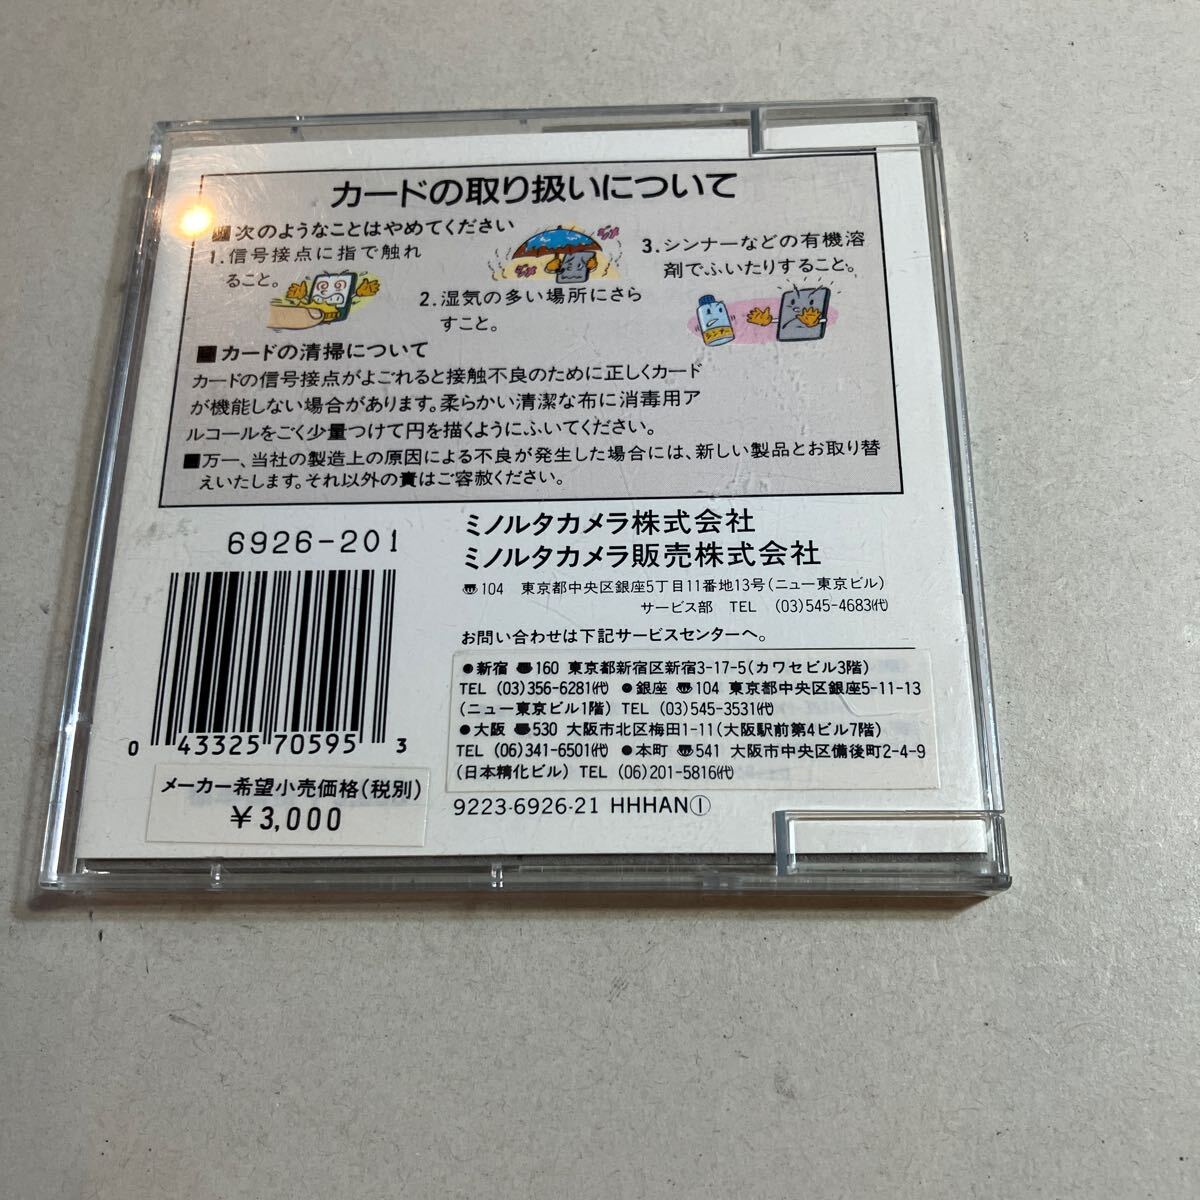 カードの取り扱いについて
■次のようなことはやめてください
1.信号接点に指で触れ
ること。
2.湿気の多い場所にさら
すこと。
3.シンナーなどの有機溶
剤でふいたりすること。
シンナー
■カードの清掃について
カードの信号接点がよごれると接触不良のために正しくカード
が機能しない場合があります。柔らかい清潔な布に消毒用ア
ルコールをごく少量つけて円を描くようにふいてください。
■万一、当社の製造上の原因による不良が発生した場合には、新しい製品とお取り替
えいたします。それ以外の責はご容赦ください。
6926-201
ミノルタカメラ株式会社
ミノルタカメラ販売株式会社
〠104 東京都中央区銀座5丁目11番地13号(ニュー東京ビル)
サービス部 TEL (03)545-4683㈹
お問い合わせは下記サービスセンターへ。
●新宿 〠160 東京都新宿区新宿3-17-5(カワセビル3階)
TEL (03)356-6281㈹ ●銀座 〠104 東京都中央区銀座5-11-13
(ニュー東京ビル1階) TEL (03)545-3531㈹
●大阪 〠530 大阪市北区梅田1-11(大阪駅前第4ビル7階)
TEL (06)341-6501㈹ ●本町 〠541 大阪市中央区備後町2-4-9
(日本精化ビル) TEL (06)201-5816㈹
0 43325 70595 3
メーカー希望小売価格(税別)
¥3,000
9223-6926-21 HHHAN①